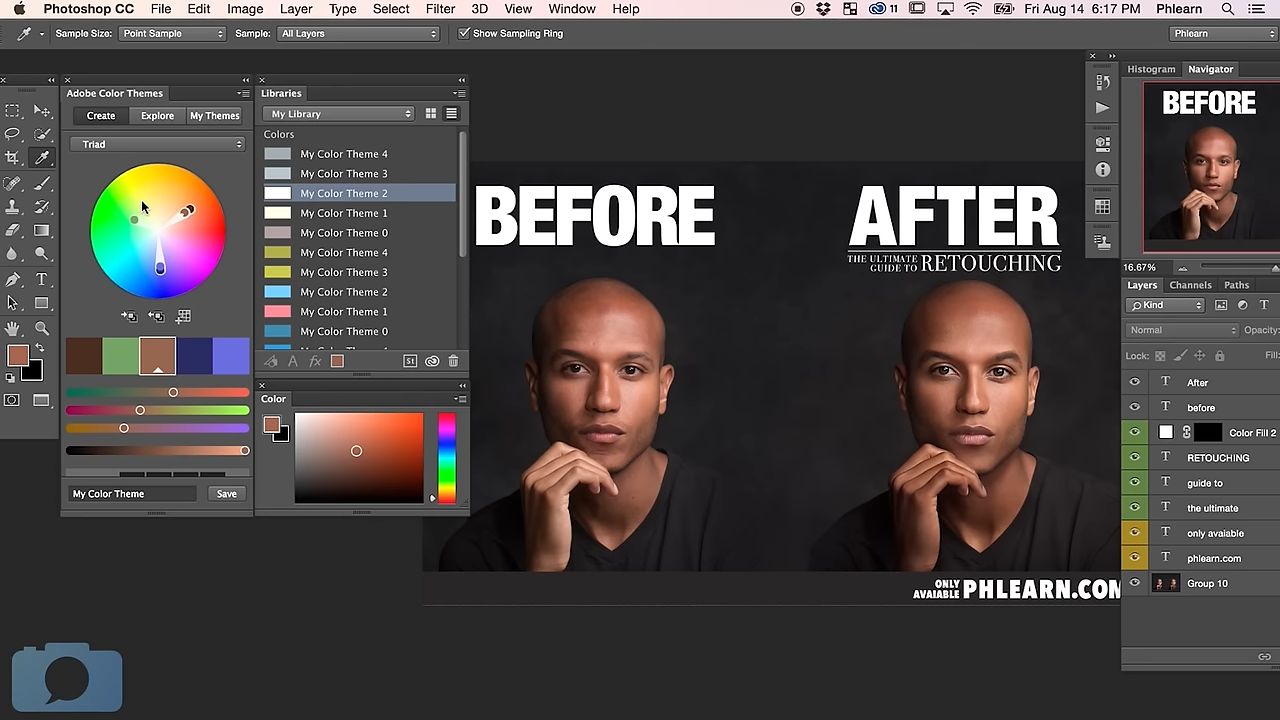 Photoshop CC File Edit Image Layer Type Select Filter 3D View Window Help 11 Fri Aug 14 6:17 PM Phlearn
Sample Size: Point Sample Sample: All Layers Show Sampling Ring Phlearn
Adobe Color Themes
Create Explore My Themes
Triad
My Color Theme Save
Libraries
My Library
Colors
My Color Theme 4
My Color Theme 3
My Color Theme 2
My Color Theme 1
My Color Theme 0
My Color Theme 4
My Color Theme 3
My Color Theme 2
My Color Theme 1
My Color Theme 0
St
Color
BEFORE
AFTER
THE ULTIMATE
GUIDE TO RETOUCHING
ONLY
AVAIABLE PHLEARN.COM
Histogram Navigator
BEFORE
16.67%
Layers Channels Paths
Kind
Normal Opacity:
Lock: Fill:
After
before
Color Fill 2
RETOUCHING
guide to
the ultimate
only avaiable
phlearn.com
Group 10